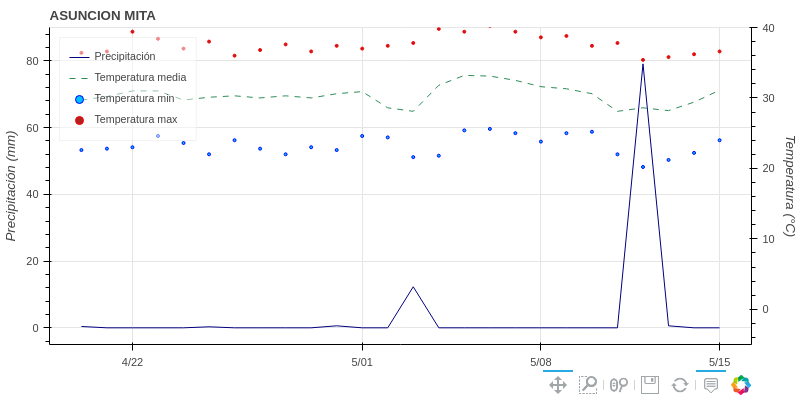 ASUNCION MITA
Precipitación
Temperatura media
Temperatura min
Temperatura max
Precipitación (mm)
80
60
40
20
0
Temperatura (°C)
40
30
20
10
0
4/22
5/01
5/08
5/15